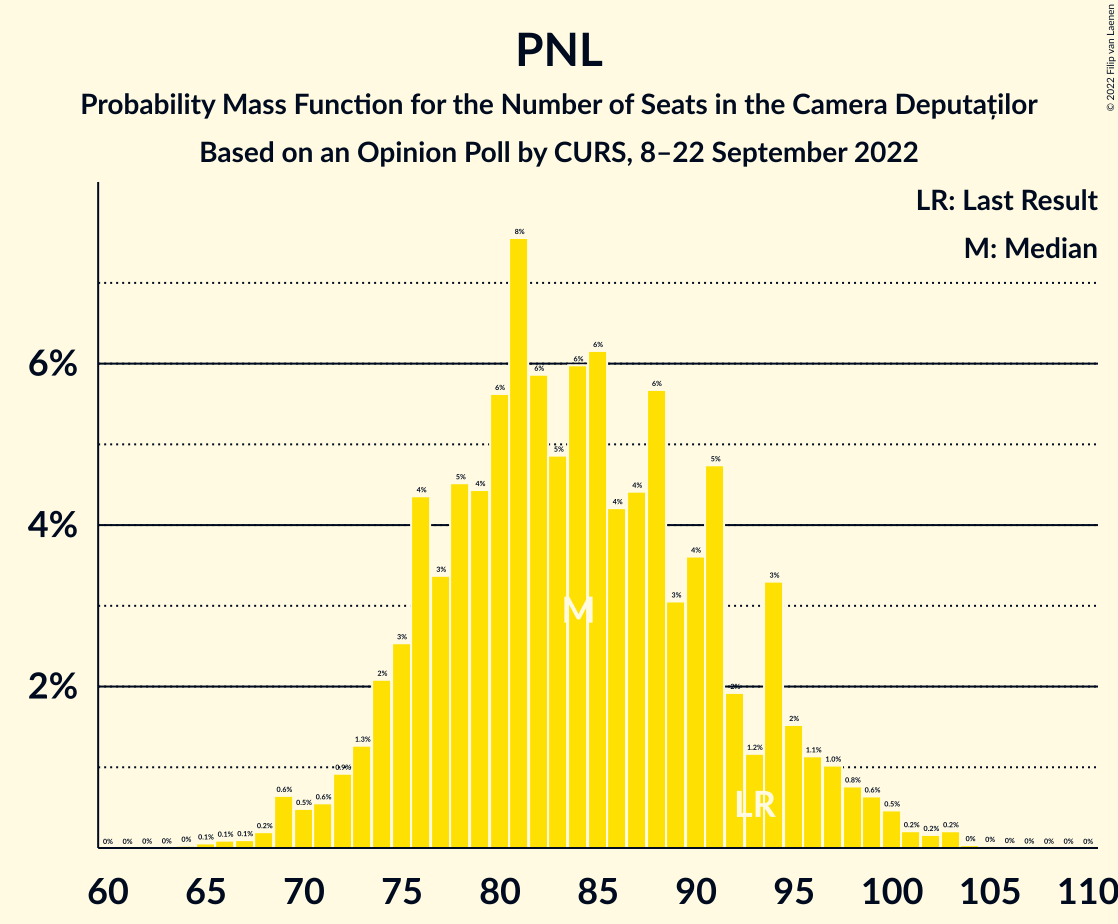 © 2022 Filip van Laenen
PNL
Probability Mass Function for the Number of Seats in the Camera Deputaților
Based on an Opinion Poll by CURS, 8–22 September 2022
LR: Last Result
M: Median
6%
4%
2%
0% 0% 0% 0% 0% 0.1% 0.1% 0.1% 0.2% 0.6% 0.5% 0.6% 0.9% 1.3% 2% 3% 4% 3% 5% 4% 6% 8% 6% 5% 6% 6% 4% 4% 6% 3% 4% 5% 2% 1.2% 3% 2% 1.1% 1.0% 0.8% 0.6% 0.5% 0.2% 0.2% 0.2% 0% 0% 0% 0% 0% 0% 0%
M
LR
60 65 70 75 80 85 90 95 100 105 110